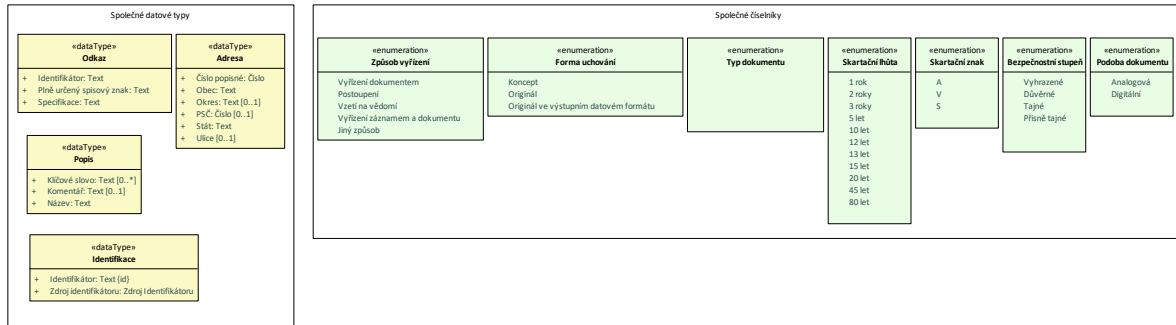 Společné datové typy
«dataType»
Odkaz
+ Identifikátor: Text
+ Plně určený spisový znak: Text
+ Specifikace: Text
«dataType»
Adresa
+ Číslo popisné: Číslo
+ Obec: Text
+ Okres: Text [0..1]
+ PSČ: Číslo [0..1]
+ Stát: Text
+ Ulice [0..1]
«dataType»
Popis
+ Klíčové slovo: Text [0..*]
+ Komentář: Text [0..1]
+ Název: Text
«dataType»
Identifikace
+ Identifikátor: Text {id}
+ Zdroj identifikátoru: Zdroj Identifikátoru
Společné číselníky
«enumeration»
Způsob vyřízení
Vyřízení dokumentem
Postoupení
Vzetí na vědomí
Vyřízení záznamem a dokumentu
Jiný způsob
«enumeration»
Forma uchování
Koncept
Originál
Originál ve výstupním datovém formátu
«enumeration»
Typ dokumentu
«enumeration»
Skartační lhůta
1 rok
2 roky
3 roky
5 let
10 let
12 let
13 let
15 let
20 let
45 let
80 let
«enumeration»
Skartační znak
A
V
S
«enumeration»
Bezpečnostní stupeň
Vyhrazené
Důvěrné
Tajné
Přísně tajné
«enumeration»
Podoba dokumentu
Analogová
Digitální